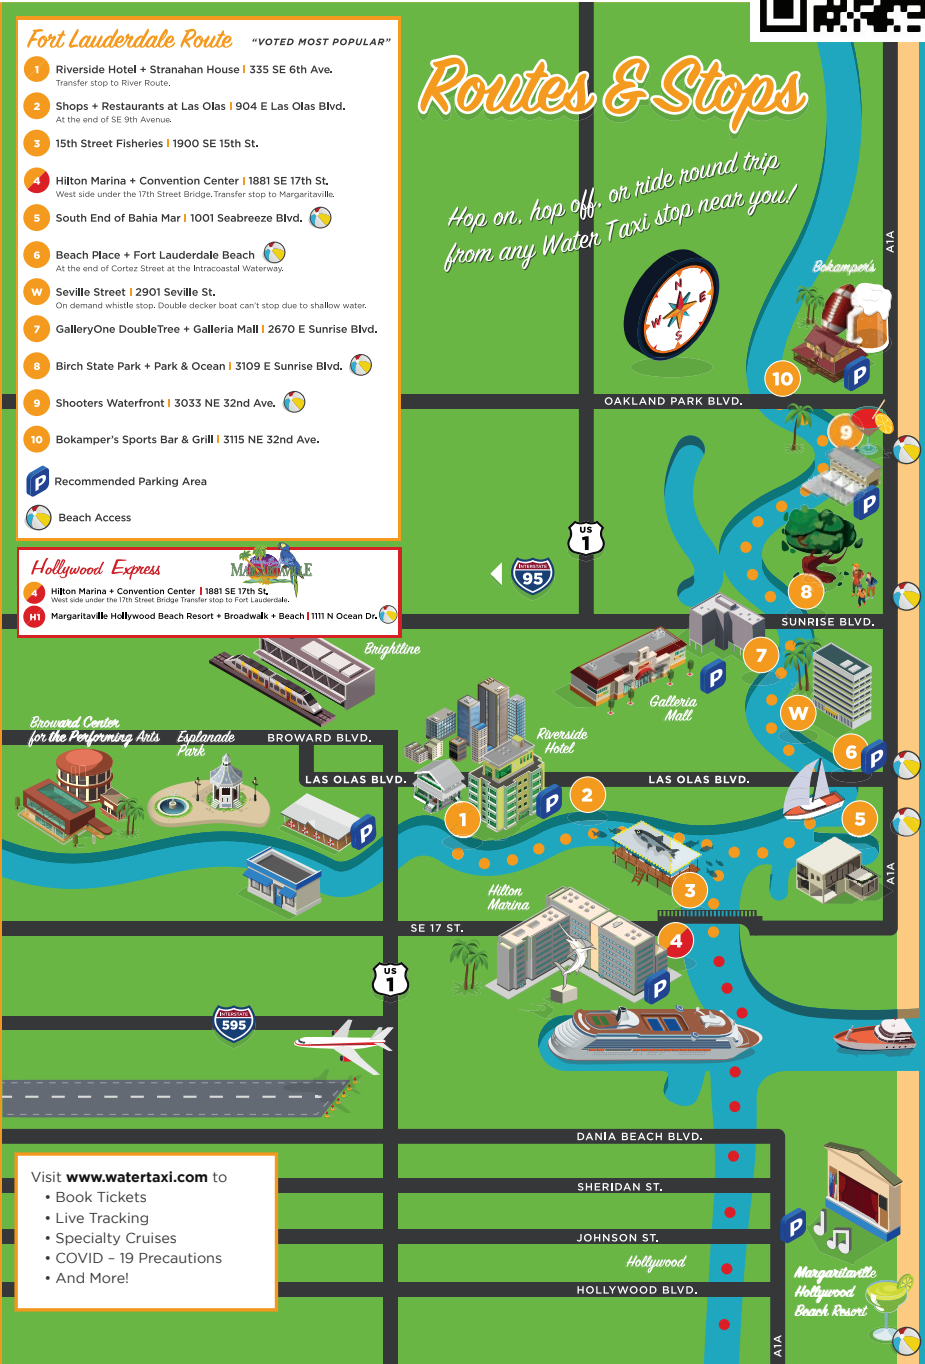 Fort Lauderdale Route "VOTED MOST POPULAR"
1 Riverside Hotel + Stranahan House | 335 SE 6th Ave.
Transfer stop to River Route.
2 Shops + Restaurants at Las Olas | 904 E Las Olas Blvd.
At the end of SE 9th Avenue.
3 15th Street Fisheries | 1900 SE 15th St.
4 Hilton Marina + Convention Center | 1881 SE 17th St.
West side under the 17th Street Bridge. Transfer stop to Margaritaville.
5 South End of Bahia Mar | 1001 Seabreeze Blvd.
6 Beach Place + Fort Lauderdale Beach
At the end of Cortez Street at the Intracoastal Waterway.
W Seville Street | 2901 Seville St.
On demand whistle stop. Double decker boat can't stop due to shallow water.
7 GalleryOne DoubleTree + Galleria Mall | 2670 E Sunrise Blvd.
8 Birch State Park + Park & Ocean | 3109 E Sunrise Blvd.
9 Shooters Waterfront | 3033 NE 32nd Ave.
10 Bokamper's Sports Bar & Grill | 3115 NE 32nd Ave.
P Recommended Parking Area
Beach Access
Hollywood Express
MARGARITAVILLE
4 Hilton Marina + Convention Center | 1881 SE 17th St.
West side under the 17th Street Bridge Transfer stop to Fort Lauderdale.
H1 Margaritaville Hollywood Beach Resort + Broadwalk + Beach | 1111 N Ocean Dr.
Routes & Stops
Hop on, hop off, or ride round trip
from any Water Taxi stop near you!
N
E
S
W
A1A
Bokamper's
P
10
OAKLAND PARK BLVD.
9
P
US
1
INTERSTATE
95
8
SUNRISE BLVD.
Brightline
7
Galleria
Mall
P
W
Broward Center
for the Performing Arts
Esplanade
Park
BROWARD BLVD.
Riverside
Hotel
6
P
LAS OLAS BLVD.
LAS OLAS BLVD.
P
1
P
2
5
3
A1A
Hilton
Marina
SE 17 ST.
4
P
US
1
INTERSTATE
595
DANIA BEACH BLVD.
SHERIDAN ST.
JOHNSON ST.
P
Hollywood
HOLLYWOOD BLVD.
Margaritaville
Hollywood
Beach Resort
A1A
Visit www.watertaxi.com to
• Book Tickets
• Live Tracking
• Specialty Cruises
• COVID – 19 Precautions
• And More!